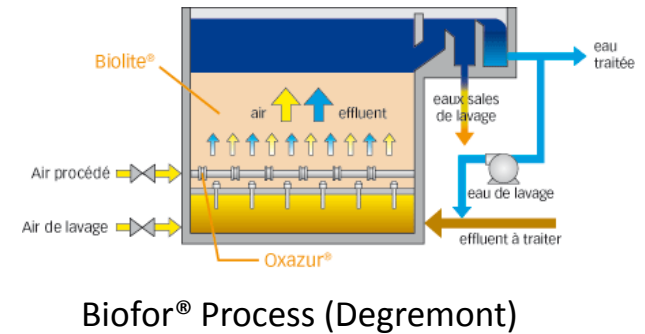 eau
traitée
Biolite®
air
effluent
eaux sales
de lavage
Air procédé
eau de lavage
Air de lavage
effluent à traiter
Oxazur®
Biofor® Process (Degremont)